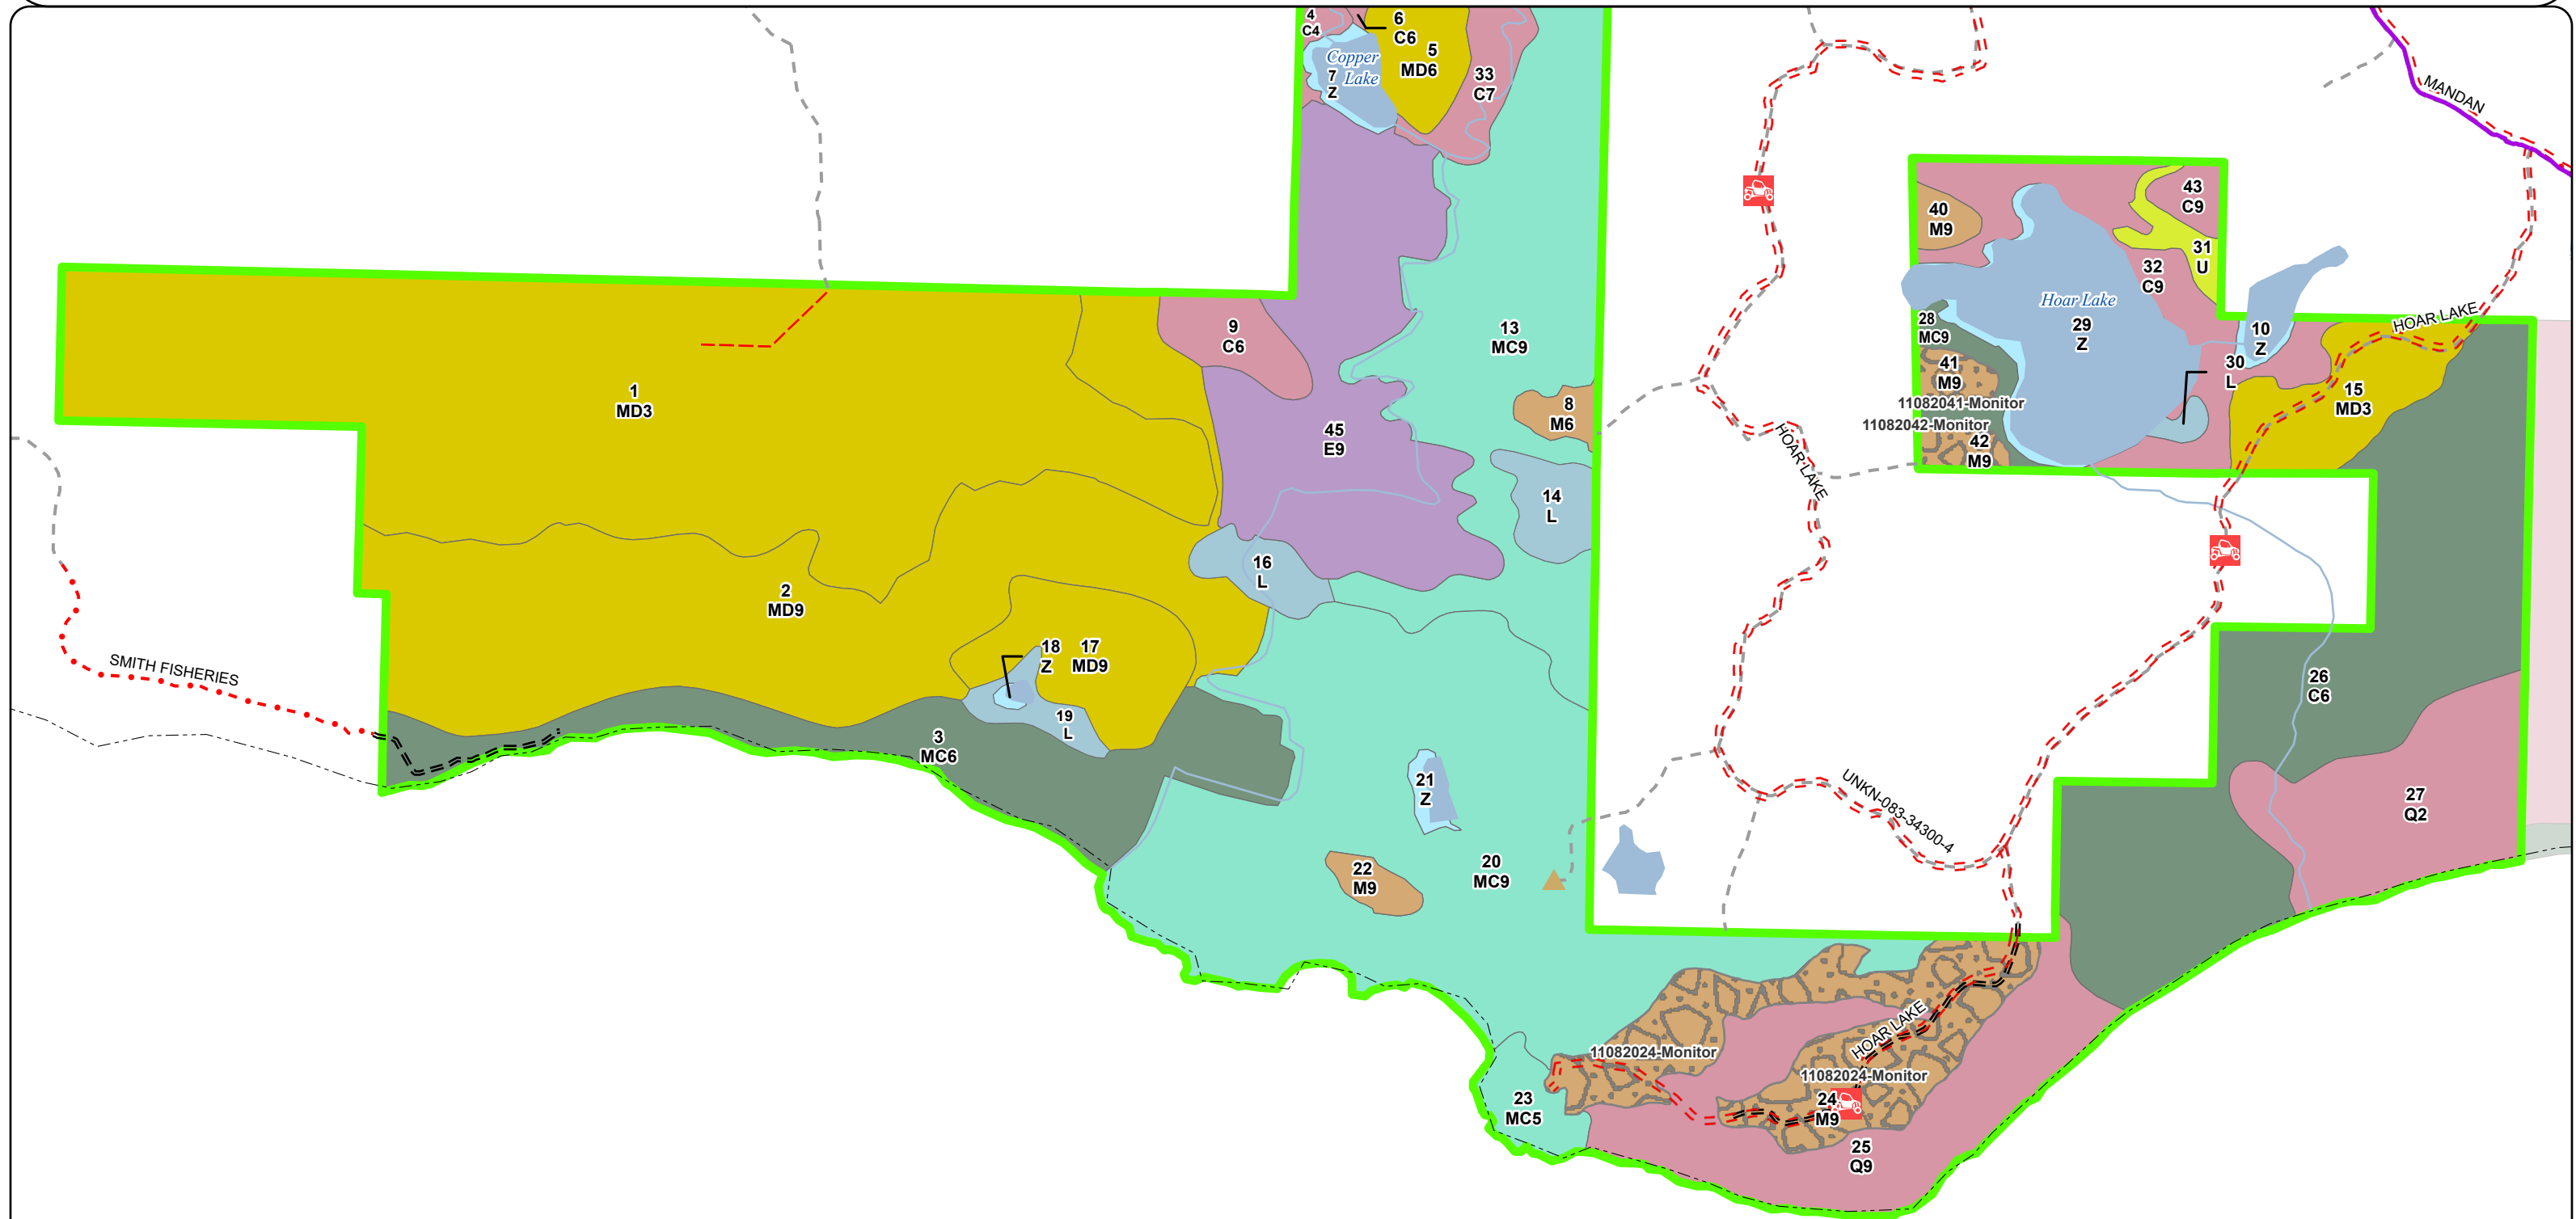 4
C4
6
C6
5
MD6
33
C7
Copper
Lake
7
Z
MANDAN
43
C9
40
M9
31
U
32
C9
Hoar Lake
29
Z
28
MC9
10
Z
HOAR LAKE
30
L
15
MD3
41
M9
11082041-Monitor
11082042-Monitor
42
M9
9
C6
13
MC9
1
MD3
8
M6
45
E9
HOAR LAKE
14
L
16
L
2
MD9
18
Z
17
MD9
SMITH FISHERIES
19
L
3
MC6
26
C6
21
Z
27
Q2
UNKN-083-34300-4
22
M9
20
MC9
HOAR LAKE
11082024-Monitor
11082024-Monitor
24
M9
23
MC5
25
Q9